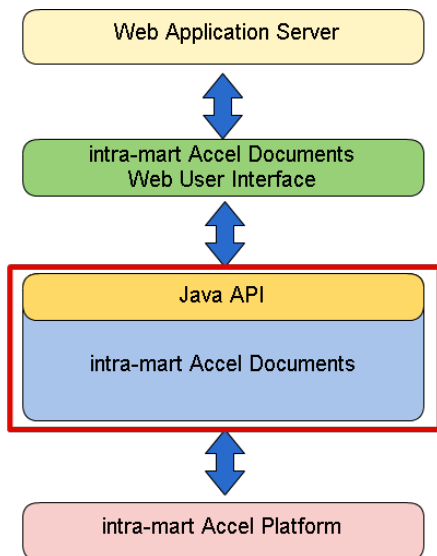 Web Application Server
intra-mart Accel Documents
Web User Interface
Java API
intra-mart Accel Documents
intra-mart Accel Platform